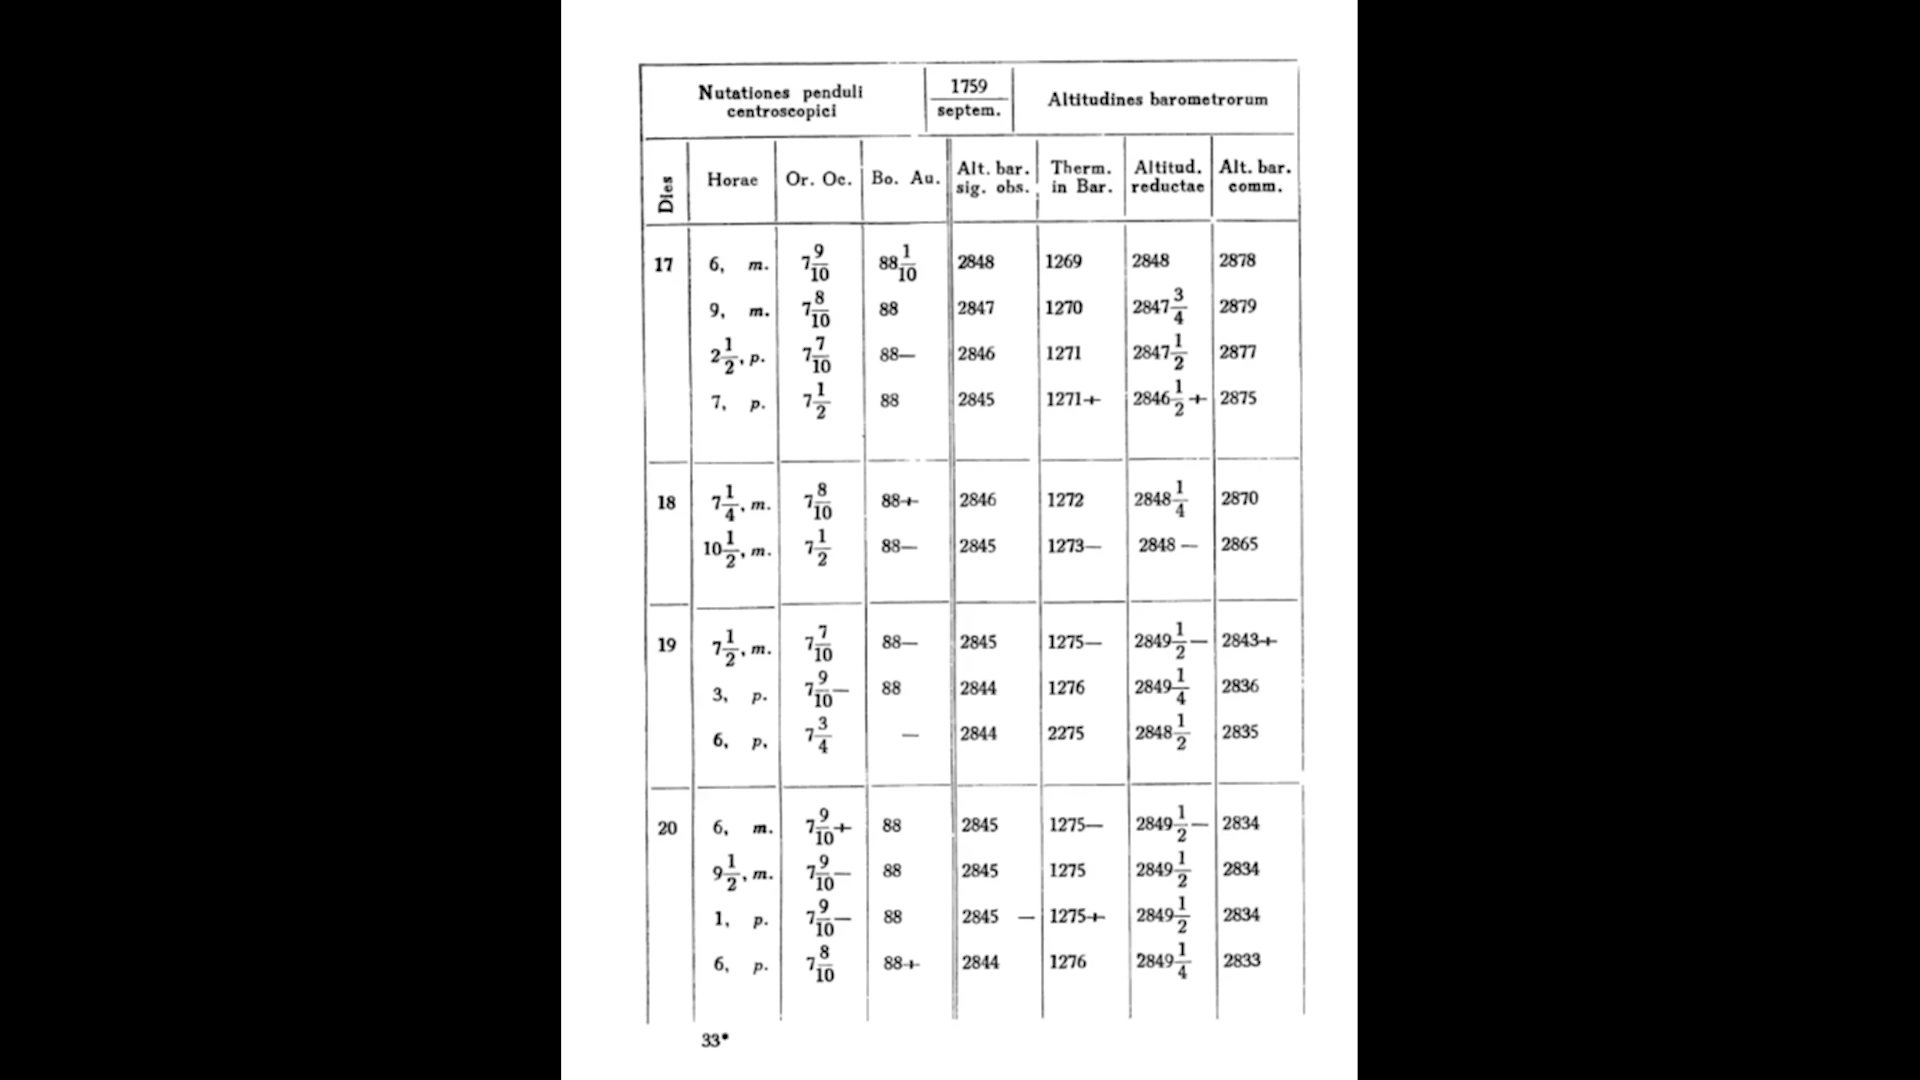 Nutationes penduli centroscopici 1759 septem. Altitudines barometrorum
Dies Horae Or. Oc. Bo. Au. Alt. bar. sig. obs. Therm. in Bar. Altitud. reductae Alt. bar. comm.
17 6, m. 7 9/10 88 1/10 2848 1269 2848 2878
9, m. 7 8/10 88 2847 1270 2847 3/4 2879
2 1/2, p. 7 7/10 88— 2846 1271 2847 1/2 2877
7, p. 7 1/2 88 2845 1271+ 2846 1/2 + 2875
18 7 1/4, m. 7 8/10 88+ 2846 1272 2848 1/4 2870
10 1/2, m. 7 1/2 88— 2845 1273— 2848 — 2865
19 7 1/2, m. 7 7/10 88— 2845 1275— 2849 1/2 — 2843+
3, p. 7 9/10 — 88 2844 1276 2849 1/4 2836
6, p. 7 3/4 — 2844 2275 2848 1/2 2835
20 6, m. 7 9/10 + 88 2845 1275— 2849 1/2 — 2834
9 1/2, m. 7 9/10 — 88 2845 1275 2849 1/2 2834
1, p. 7 9/10 — 88 2845 — 1275+ 2849 1/2 2834
6, p. 7 8/10 88+ 2844 1276 2849 1/4 2833
33*